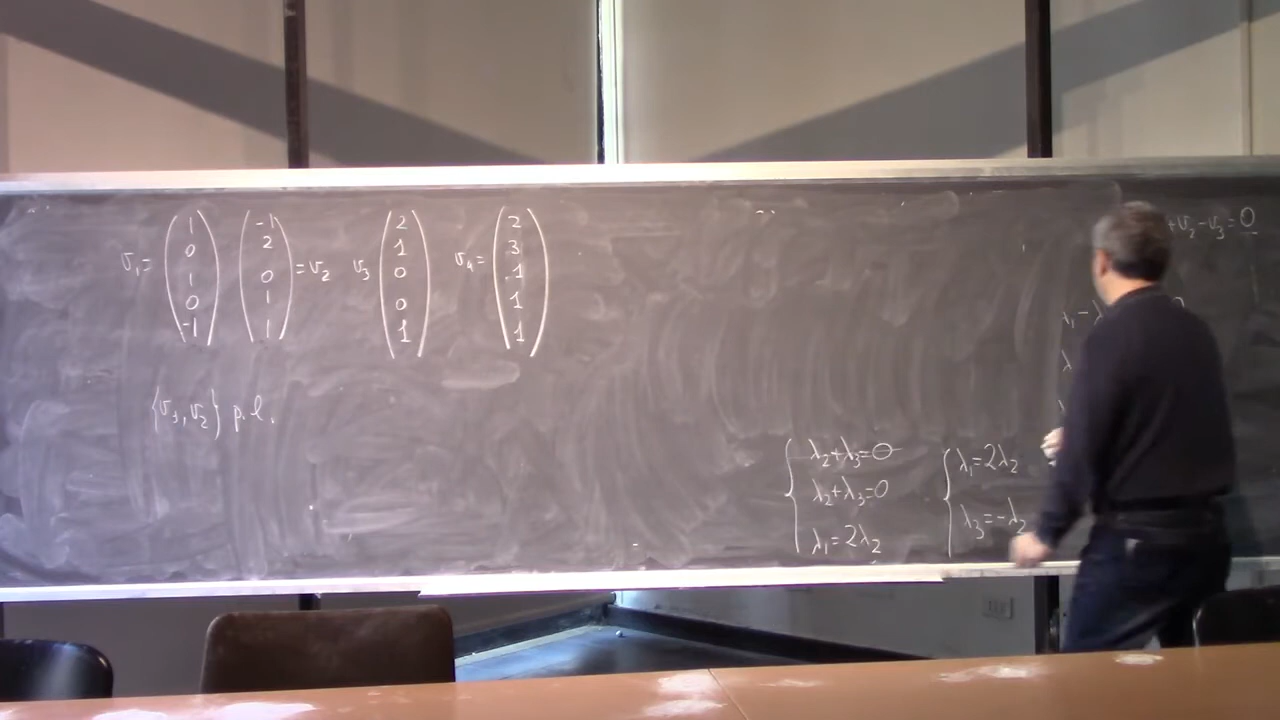 v₁ = (1 0 1 0 -1) (-1 2 0 1 1) = v₂ v₃ (2 1 0 0 1) v₄ = (2 3 1 1 1)
{v₁, v₂} p.l.
+v₂-v₃=0
λ₁-λ
λ
λ₂+λ₃=0
λ₂+λ₃=0
λ₁=2λ₂
λ₁=2λ₂
λ₃=-λ₂